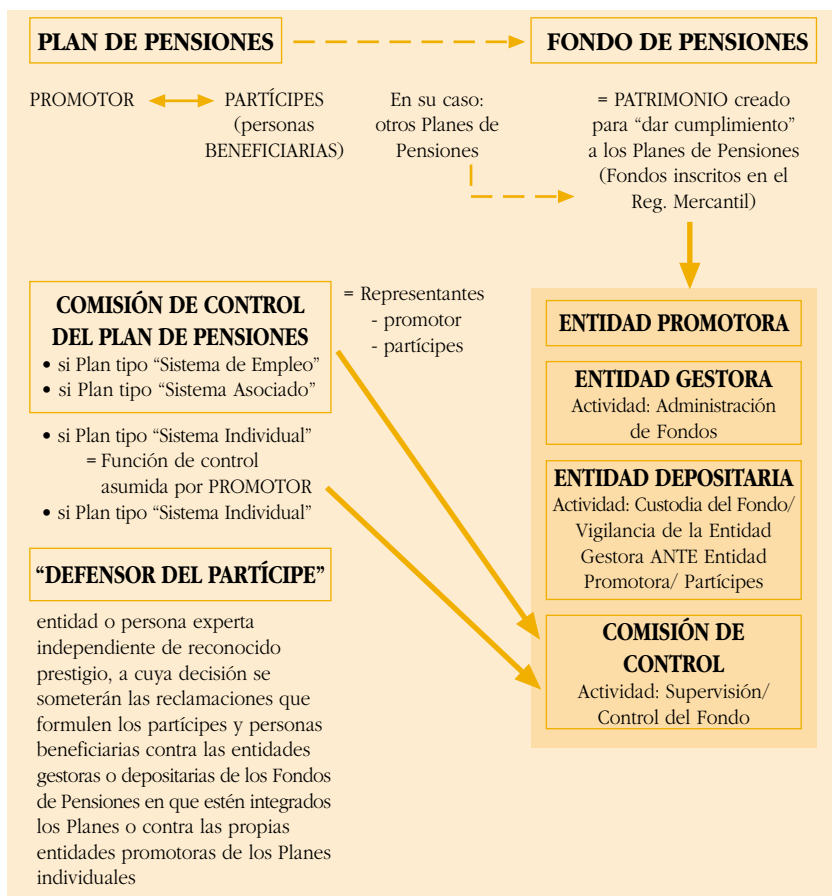 PLAN DE PENSIONES
FONDO DE PENSIONES
PROMOTOR
PARTÍCIPES
(personas
BENEFICIARIAS)
En su caso:
otros Planes de
Pensiones
= PATRIMONIO creado
para “dar cumplimiento”
a los Planes de Pensiones
(Fondos inscritos en el
Reg. Mercantil)
COMISIÓN DE CONTROL
DEL PLAN DE PENSIONES
• si Plan tipo “Sistema de Empleo”
• si Plan tipo “Sistema Asociado”
= Representantes
- promotor
- partícipes
• si Plan tipo “Sistema Individual”
= Función de control
asumida por PROMOTOR
• si Plan tipo “Sistema Individual”
“DEFENSOR DEL PARTÍCIPE”
entidad o persona experta
independiente de reconocido
prestigio, a cuya decisión se
someterán las reclamaciones que
formulen los partícipes y personas
beneficiarias contra las entidades
gestoras o depositarias de los Fondos
de Pensiones en que estén integrados
los Planes o contra las propias
entidades promotoras de los Planes
individuales
ENTIDAD PROMOTORA
ENTIDAD GESTORA
Actividad: Administración
de Fondos
ENTIDAD DEPOSITARIA
Actividad: Custodia del Fondo/
Vigilancia de la Entidad
Gestora ANTE Entidad
Promotora/ Partícipes
COMISIÓN DE
CONTROL
Actividad: Supervisión/
Control del Fondo